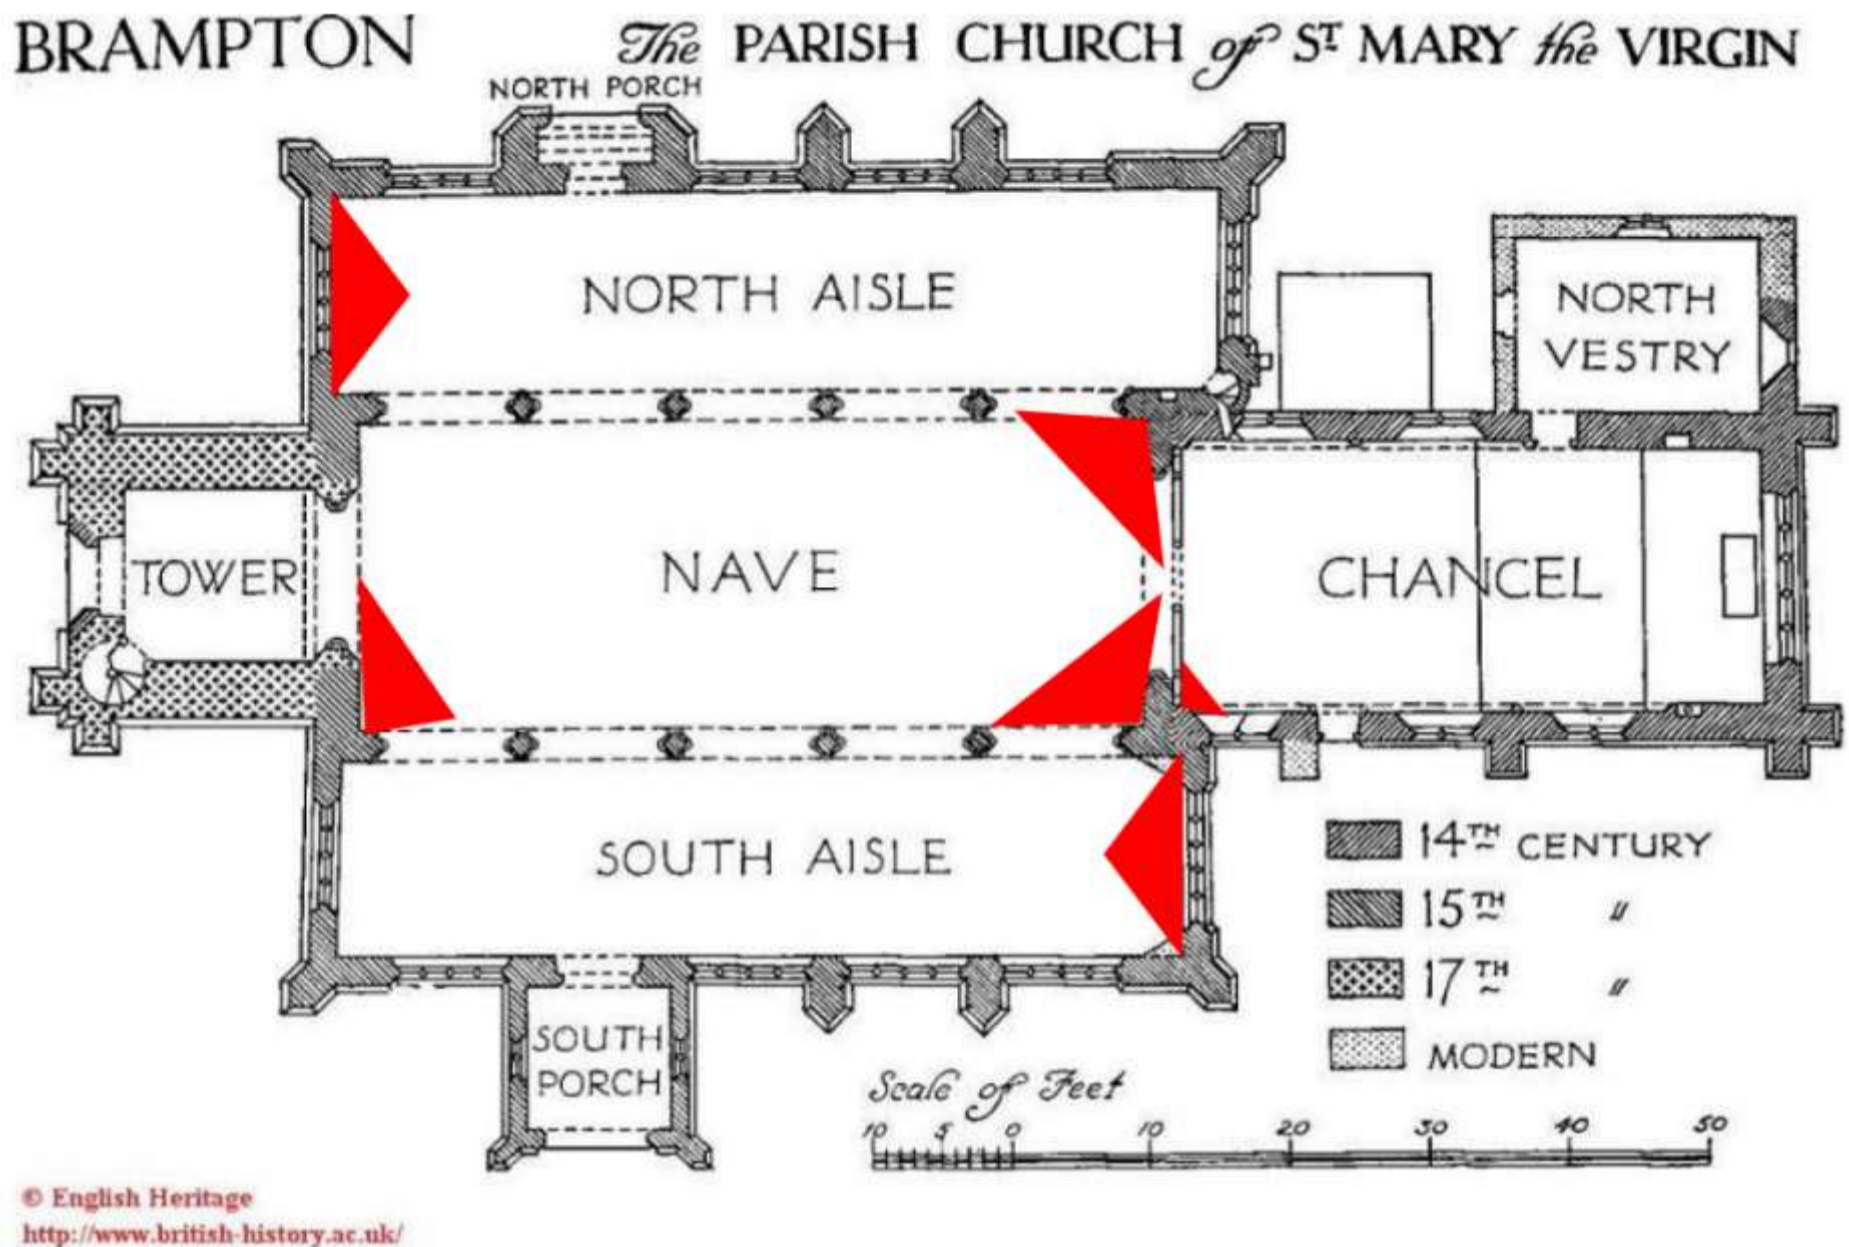 BRAMPTON The PARISH CHURCH of ST MARY the VIRGIN
NORTH PORCH
NORTH AISLE
NORTH
VESTRY
TOWER
NAVE
CHANCEL
SOUTH AISLE
SOUTH
PORCH
14TH CENTURY
15TH "
17TH "
MODERN
Scale of Feet
10 5 0 10 20 30 40 50
© English Heritage
http://www.british-history.ac.uk/